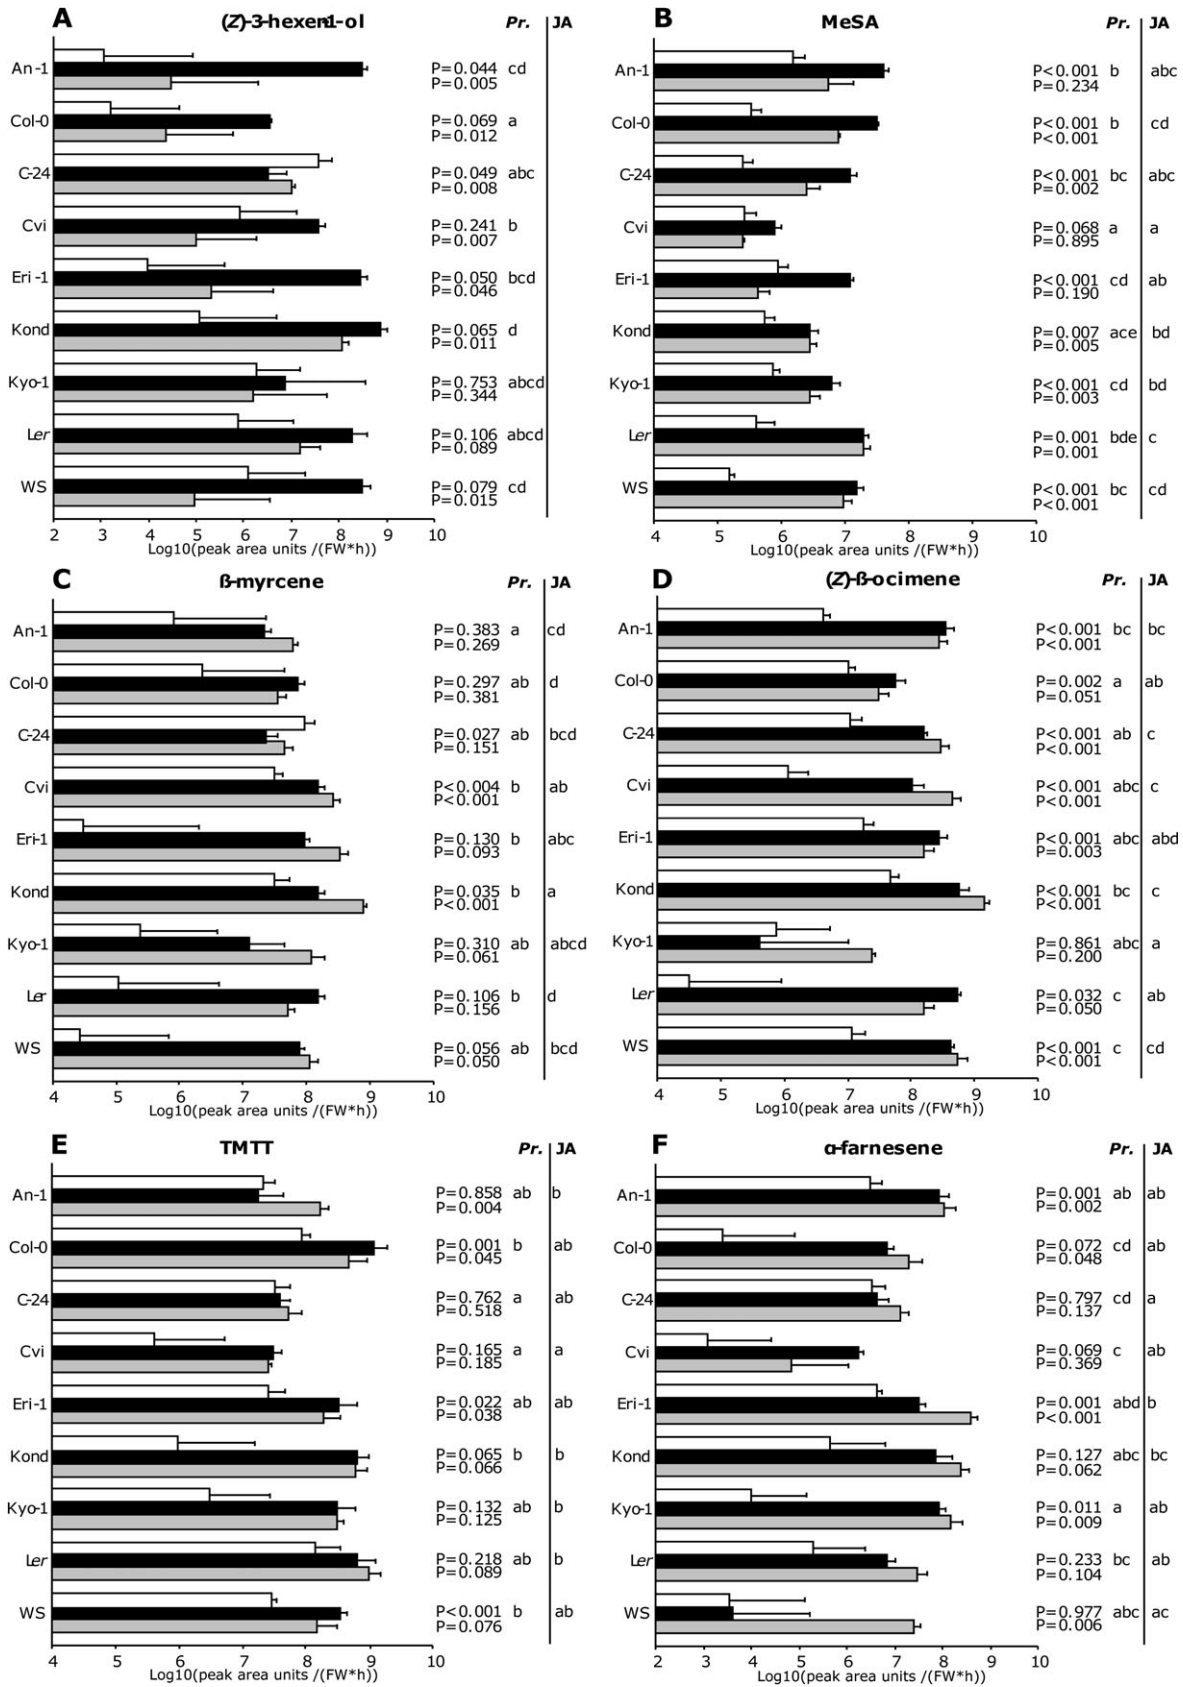 A (Z)-3-hexen-1-ol Pr. JA
An-1 P=0.044 cd
P=0.005
Col-0 P=0.069 a
P=0.012
C-24 P=0.049 abc
P=0.008
Cvi P=0.241 b
P=0.007
Eri-1 P=0.050 bcd
P=0.046
Kond P=0.065 d
P=0.011
Kyo-1 P=0.753 abcd
P=0.344
Ler P=0.106 abcd
P=0.089
WS P=0.079 cd
P=0.015
2 3 4 5 6 7 8 9 10
Log10(peak area units /(FW*h))
B MeSA Pr. JA
An-1 P<0.001 b abc
P=0.234
Col-0 P<0.001 b cd
P<0.001
C-24 P<0.001 bc abc
P=0.002
Cvi P=0.068 a a
P=0.895
Eri-1 P<0.001 cd ab
P=0.190
Kond P=0.007 ace bd
P=0.005
Kyo-1 P<0.001 cd bd
P=0.003
Ler P=0.001 bde c
P=0.001
WS P<0.001 bc cd
P<0.001
4 5 6 7 8 9 10
Log10(peak area units /(FW*h))
C ß-myrcene Pr. JA
An-1 P=0.383 a cd
P=0.269
Col-0 P=0.297 ab d
P=0.381
C-24 P=0.027 ab bcd
P=0.151
Cvi P<0.004 b ab
P<0.001
Eri-1 P=0.130 b abc
P=0.093
Kond P=0.035 b a
P<0.001
Kyo-1 P=0.310 ab abcd
P=0.061
Ler P=0.106 b d
P=0.156
WS P=0.056 ab bcd
P=0.050
4 5 6 7 8 9 10
Log10(peak area units /(FW*h))
D (Z)-ß-ocimene Pr. JA
An-1 P<0.001 bc bc
P<0.001
Col-0 P=0.002 a ab
P=0.051
C-24 P<0.001 ab c
P<0.001
Cvi P<0.001 abc c
P<0.001
Eri-1 P<0.001 abc abd
P=0.003
Kond P<0.001 bc c
P<0.001
Kyo-1 P=0.861 abc a
P=0.200
Ler P=0.032 c ab
P=0.050
WS P<0.001 c cd
P<0.001
4 5 6 7 8 9 10
Log10(peak area units /(FW*h))
E TMTT Pr. JA
An-1 P=0.858 ab b
P=0.004
Col-0 P=0.001 b ab
P=0.045
C-24 P=0.762 a ab
P=0.518
Cvi P=0.165 a a
P=0.185
Eri-1 P=0.022 ab ab
P=0.038
Kond P=0.065 b b
P=0.066
Kyo-1 P=0.132 ab b
P=0.125
Ler P=0.218 ab b
P=0.089
WS P<0.001 b ab
P=0.076
4 5 6 7 8 9 10
Log10(peak area units /(FW*h))
F α-farnesene Pr. JA
An-1 P=0.001 ab ab
P=0.002
Col-0 P=0.072 cd ab
P=0.048
C-24 P=0.797 cd a
P=0.137
Cvi P=0.069 c ab
P=0.369
Eri-1 P=0.001 abd b
P<0.001
Kond P=0.127 abc bc
P=0.062
Kyo-1 P=0.011 a ab
P=0.009
Ler P=0.233 bc ab
P=0.104
WS P=0.977 abc ac
P=0.006
2 3 4 5 6 7 8 9 10
Log10(peak area units /(FW*h))